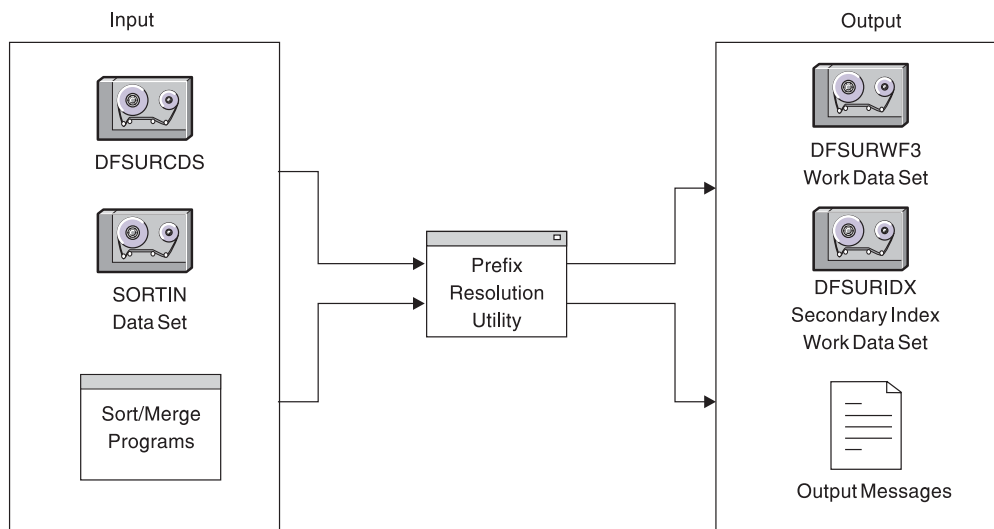 Input
DFSURCDS
SORTIN
Data Set
Sort/Merge
Programs
Prefix
Resolution
Utility
Output
DFSURWF3
Work Data Set
DFSURIDX
Secondary Index
Work Data Set
Output Messages